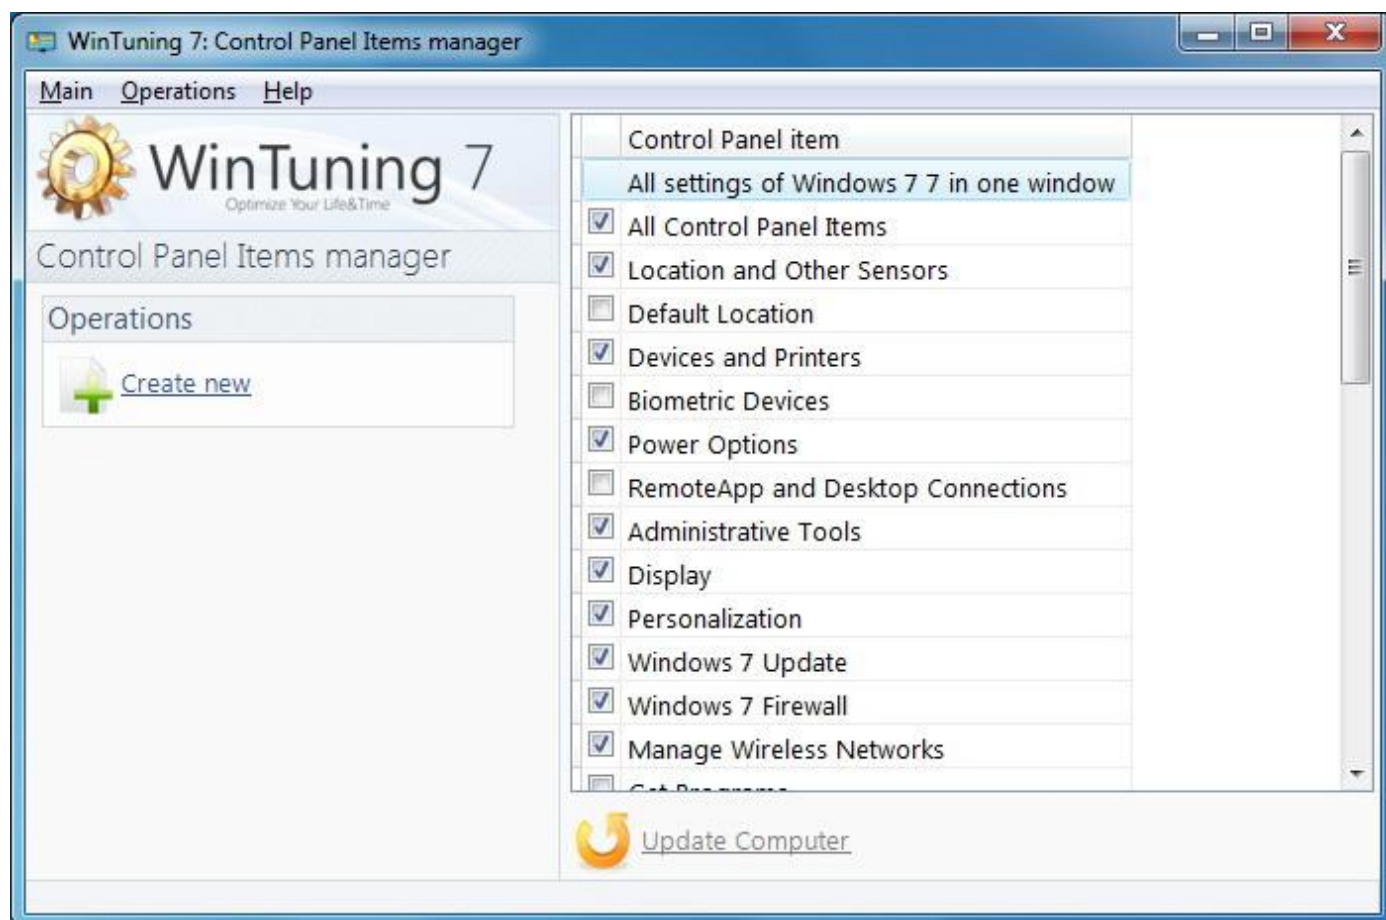 WinTuning 7: Control Panel Items manager
Main Operations Help
WinTuning 7
Optimize Your Life&Time
Control Panel Items manager
Operations
Create new
Control Panel item
All settings of Windows 7 7 in one window
All Control Panel Items
Location and Other Sensors
Default Location
Devices and Printers
Biometric Devices
Power Options
RemoteApp and Desktop Connections
Administrative Tools
Display
Personalization
Windows 7 Update
Windows 7 Firewall
Manage Wireless Networks
Get Programs
Update Computer